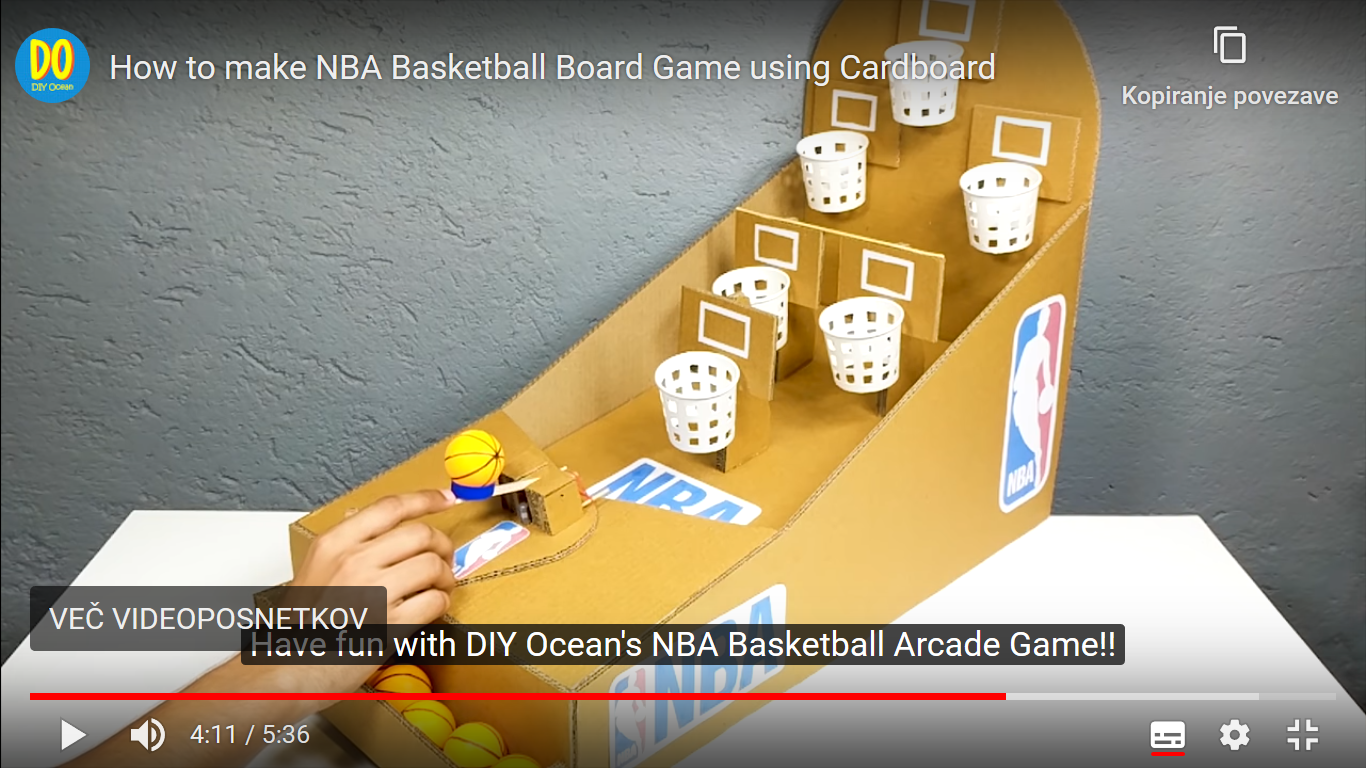 DO
DIY Ocean
How to make NBA Basketball Board Game using Cardboard
Kopiranje povezave
NBA
NBA
VEČ VIDEOPOSNETKOV
Have fun with DIY Ocean's NBA Basketball Arcade Game!!
NBA
4:11 / 5:36